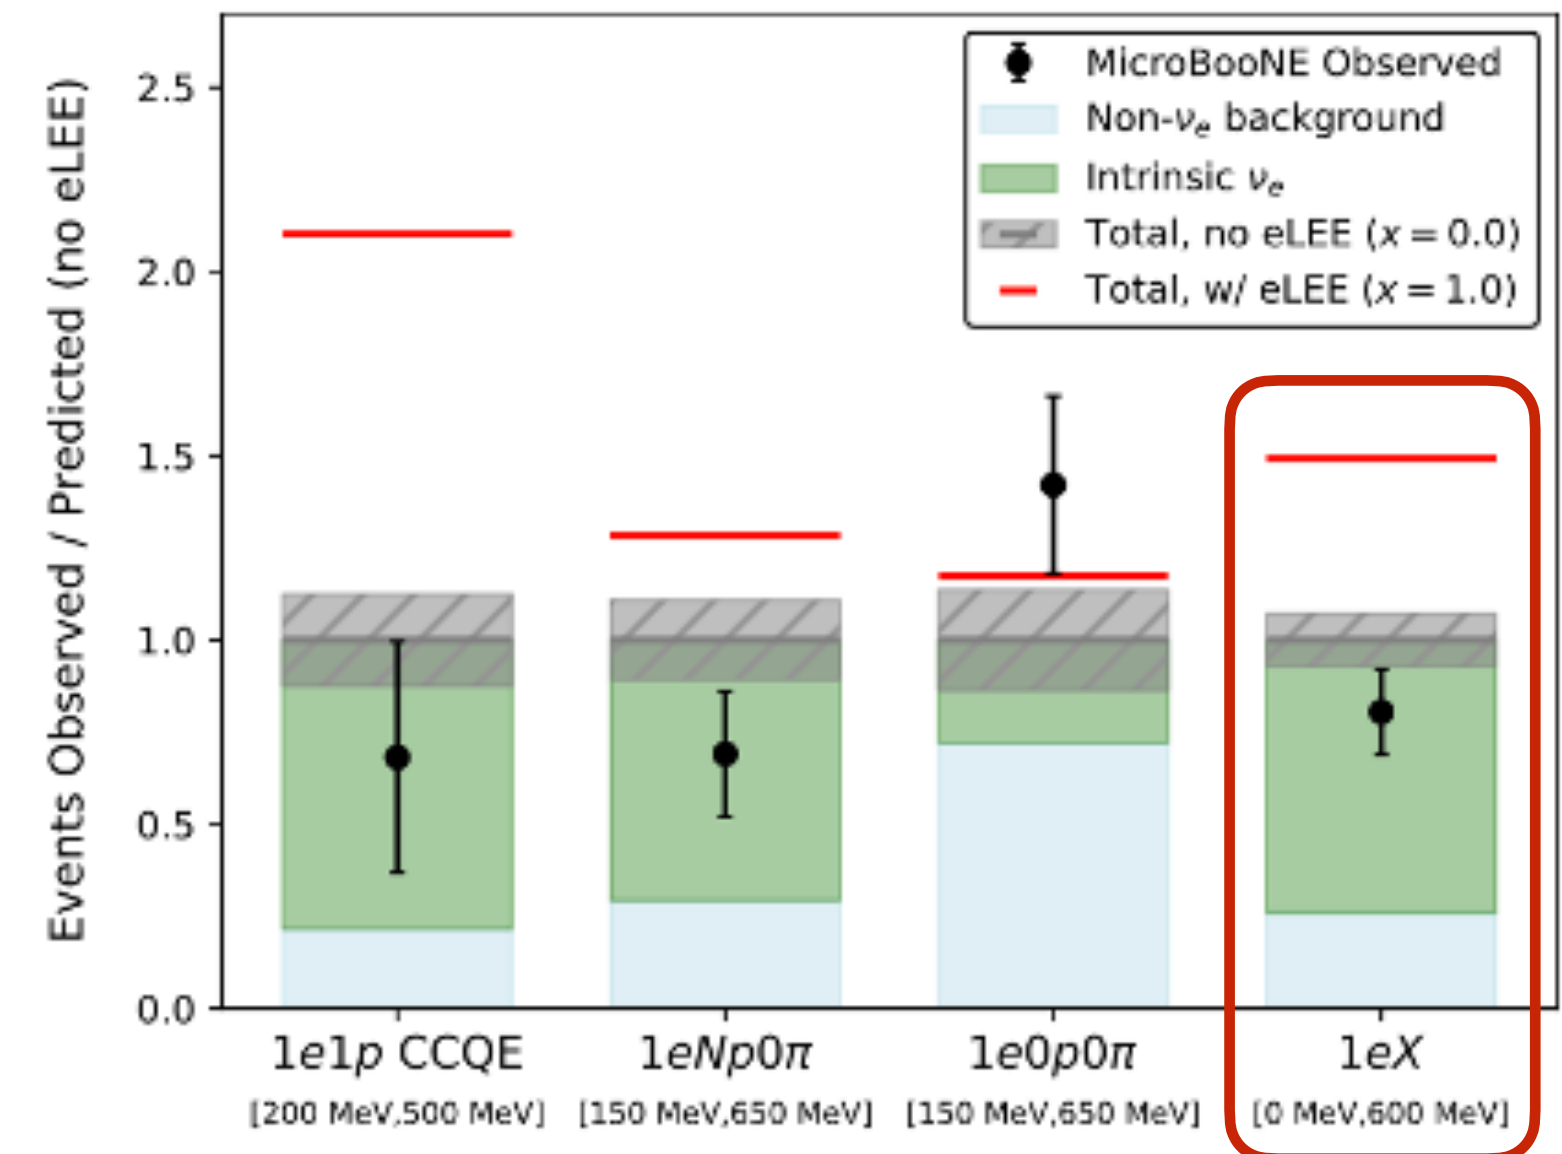 Events Observed / Predicted (no eLEE)
2.5
2.0
1.5
1.0
0.5
0.0
MicroBooNE Observed
Non-νe background
Intrinsic νe
Total, no eLEE (x = 0.0)
Total, w/ eLEE (x = 1.0)
1e1p CCQE
[200 MeV,500 MeV]
1eNp0π
[150 MeV,650 MeV]
1e0p0π
[150 MeV,650 MeV]
1eX
[0 MeV,600 MeV]